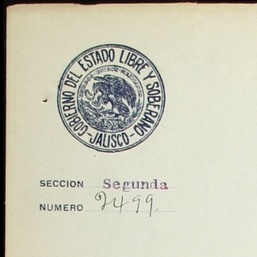 GOBIERNO DEL ESTADO LIBRE Y SOBERANO
-JALISCO-
SECCION Segunda
NUMERO 2499.